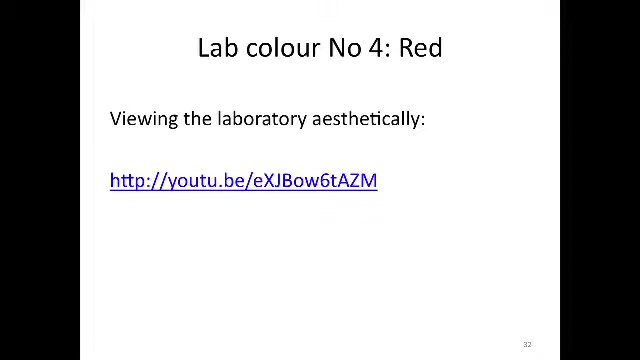 Lab colour No 4: Red
Viewing the laboratory aesthetically:
http://youtu.be/eXJBow6tAZM
32